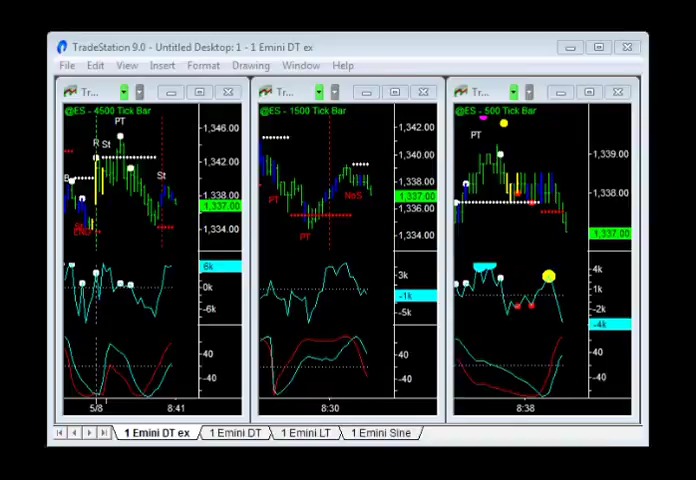 TradeStation 9.0 - Untitled Desktop: 1 - 1 Emini DT ex
File Edit View Insert Format Drawing Window Help
Tr...
@ES - 4500 Tick Bar
PT
R St
St
B
1,346.00
1,342.00
1,338.00
1,337.00
1,334.00
6k
0k
-6k
40
-40
5/8 8:41
Tr...
@ES - 1500 Tick Bar
PT
NbS
PT
1,342.00
1,340.00
1,338.00
1,337.00
1,336.00
1,334.00
3k
-1k
-5k
40
-40
8:30
Tr...
@ES - 500 Tick Bar
PT
1,339.00
1,338.00
1,337.00
4k
1k
-2k
-4k
40
-40
8:38
1 Emini DT ex 1 Emini DT 1 Emini LT 1 Emini Sine